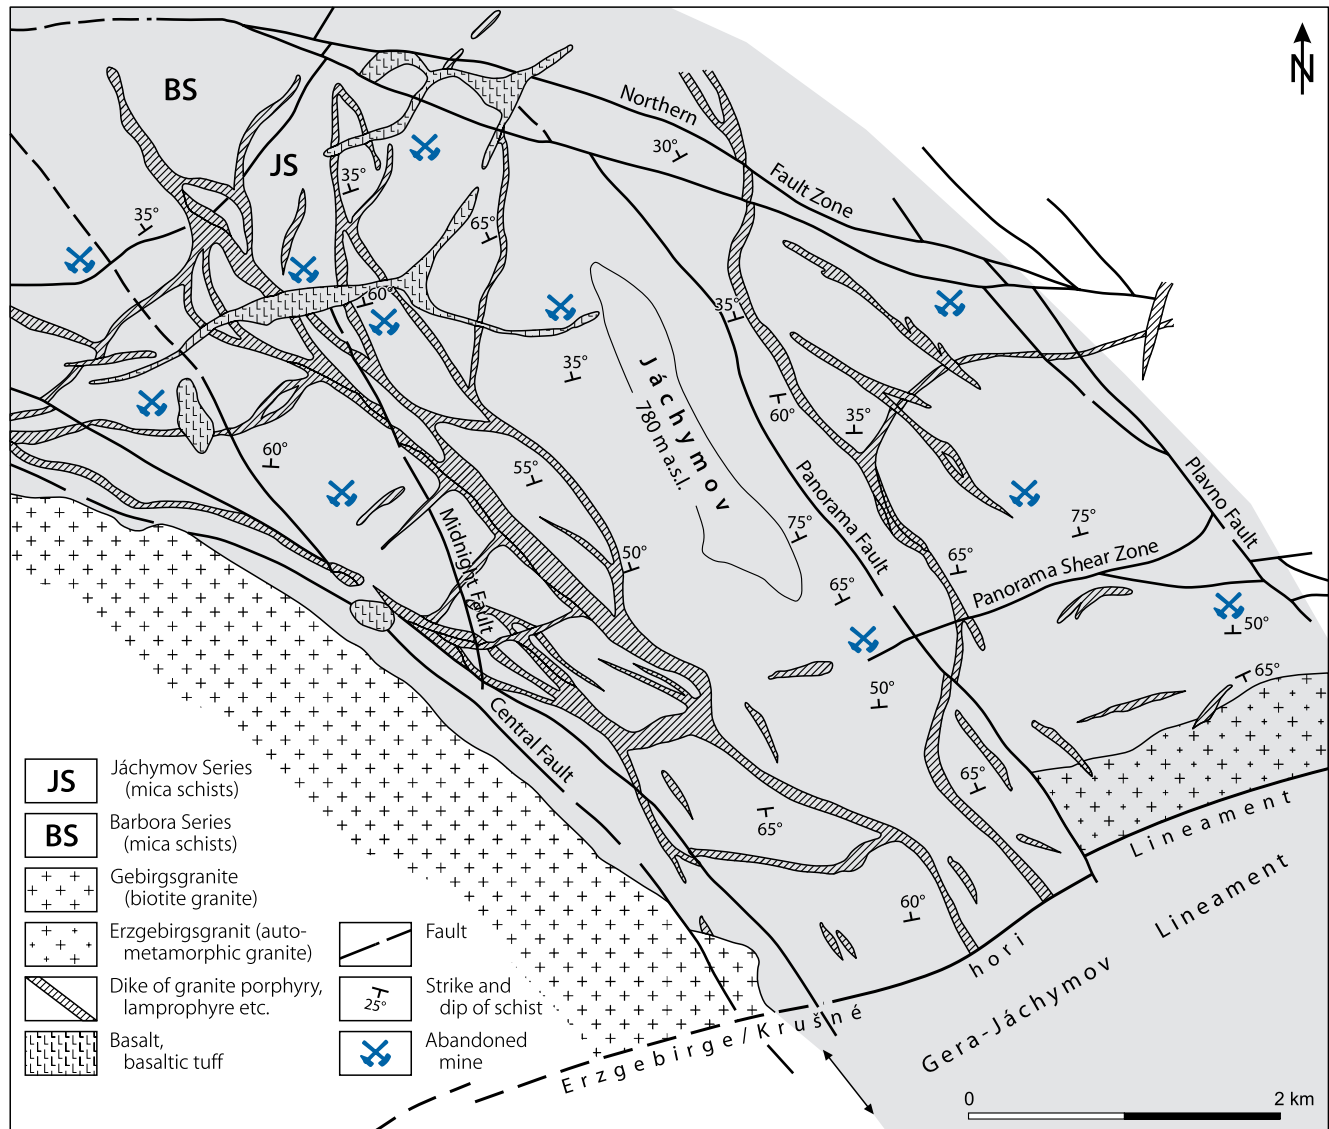 N
BS
JS
Northern
Fault Zone
30°
35°
35°
65°
60°
35°
35°
60°
35°
60°
55°
50°
75°
65°
65°
75°
50°
65°
50°
65°
65°
60°
Jáchymov
780 m a.s.l.
Panorama Fault
Plavno Fault
Panorama Shear Zone
Midnight Fault
Central Fault
Erzgebirge/Krušné
hori
Lineament
Gera-Jáchymov
Lineament
JS
Jáchymov Series
(mica schists)
BS
Barbora Series
(mica schists)
Gebirgsgranite
(biotite granite)
Erzgebirgsgranit (auto-
metamorphic granite)
Dike of granite porphyry,
lamprophyre etc.
Basalt,
basaltic tuff
Fault
25°
Strike and
dip of schist
Abandoned
mine
0
2 km